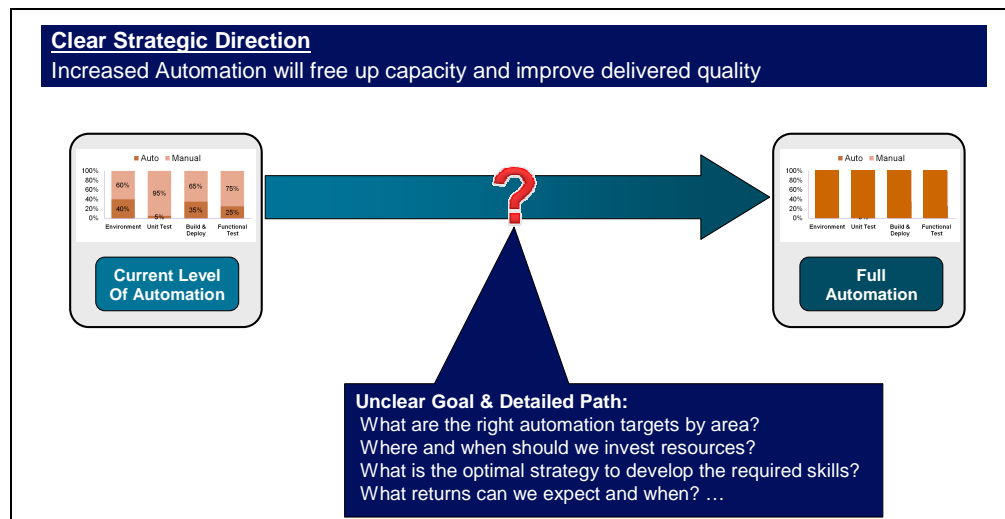 Clear Strategic Direction
Increased Automation will free up capacity and improve delivered quality
Auto Manual
100%
80%
60%
40%
20%
0%
60%
95%
65%
75%
40%
5%
35%
25%
Environment Unit Test Build & Functional
Deploy Test
Current Level
Of Automation
?
Auto Manual
100%
80%
60%
40%
20%
0%
Environment Unit Test Build & Functional
Deploy Test
Full
Automation
Unclear Goal & Detailed Path:
What are the right automation targets by area?
Where and when should we invest resources?
What is the optimal strategy to develop the required skills?
What returns can we expect and when? …